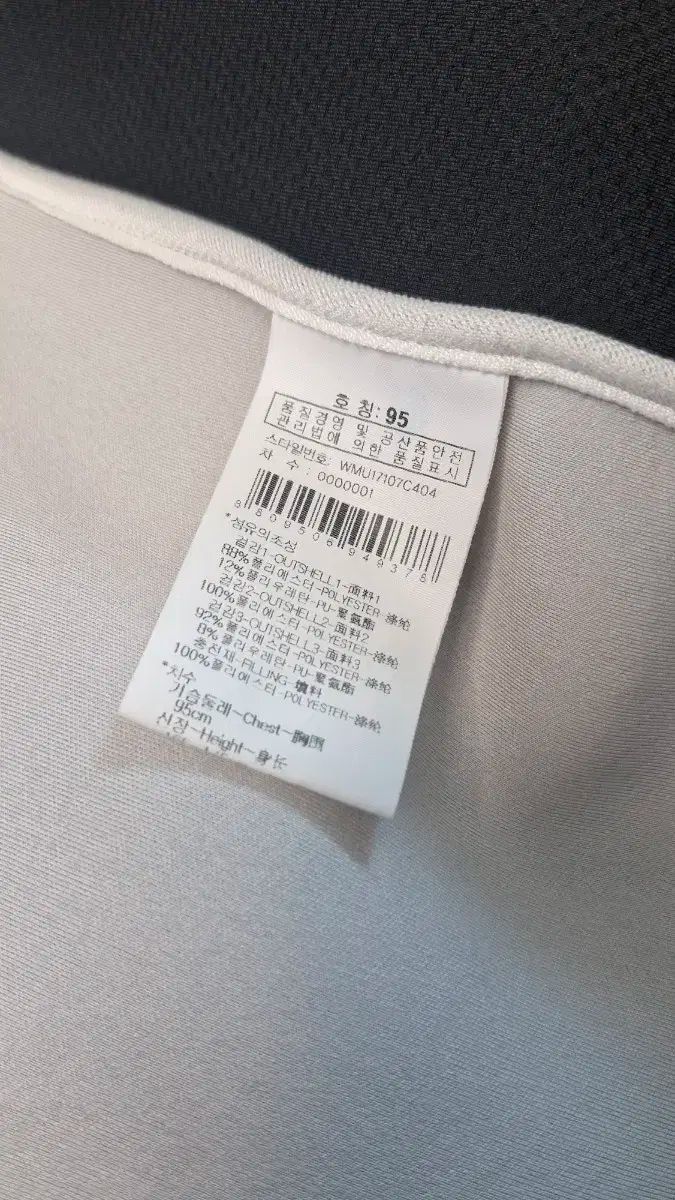 호 칭: 95
품질경영 및 공산품안전
관리법에 의한 품질표시
스타일번호: WMU17107C404
차 수: 0000001
8809506949378
*섬유의조성
겉감1-OUTSHELL1-面料1
88%폴리에스터-POLYESTER-涤纶
12%폴리우레탄-PU-聚氨酯
겉감2-OUTSHELL2-面料2
100%폴리에스터-POLYESTER-涤纶
겉감3-OUTSHELL3-面料3
92%폴리에스터-POLYESTER-涤纶
8%폴리우레탄-PU-聚氨酯
충전재-FILLING-填料
100%폴리에스터-POLYESTER-涤纶
*치수
가슴둘레-Chest-胸围
95cm
신장-Height-身长